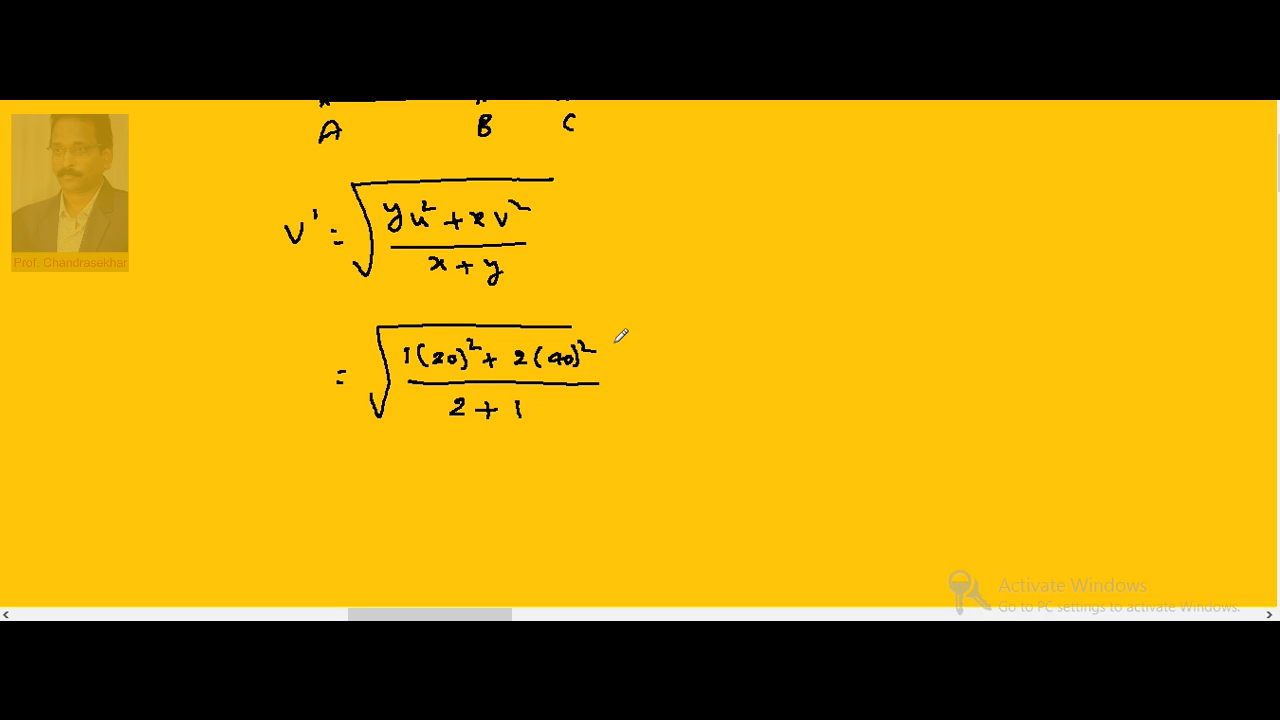 A B C
Prof. Chandrasekhar
v' = √((yu² + xv²)/(x + y))
= √((1(20)² + 2(40)²)/(2 + 1))
Activate Windows
Go to PC settings to activate Windows.